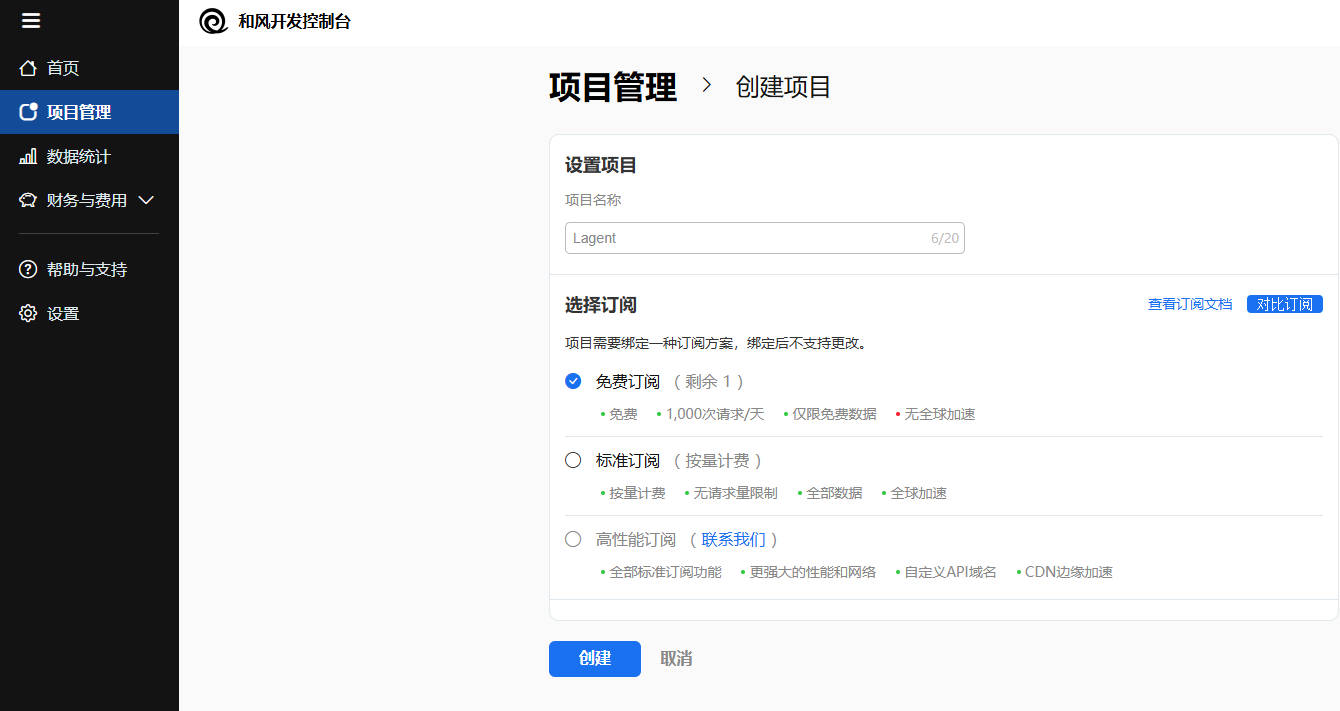 和风开发控制台
首页
项目管理
数据统计
财务与费用
帮助与支持
设置
项目管理 > 创建项目
设置项目
项目名称
Lagent 6/20
选择订阅 查看订阅文档 对比订阅
项目需要绑定一种订阅方案，绑定后不支持更改。
免费订阅 （剩余 1）
• 免费 • 1,000次请求/天 • 仅限免费数据 • 无全球加速
标准订阅 （按量计费）
• 按量计费 • 无请求量限制 • 全部数据 • 全球加速
高性能订阅 （联系我们）
• 全部标准订阅功能 • 更强大的性能和网络 • 自定义API域名 • CDN边缘加速
创建 取消